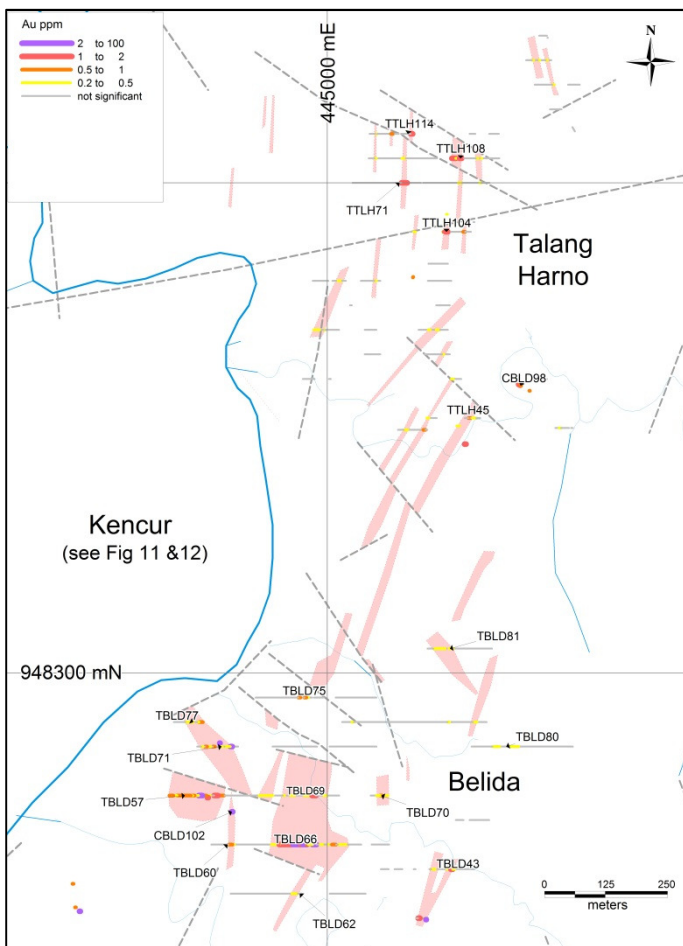 Au ppm
2 to 100
1 to 2
0.5 to 1
0.2 to 0.5
not significant
445000 mE
N
TTLH114
TTLH108
TTLH71
TTLH104
Talang
Harno
CBLD98
TTLH45
Kencur
(see Fig 11 &12)
TBLD81
948300 mN
TBLD75
TBLD77
TBLD71
TBLD80
Belida
TBLD57
TBLD69
TBLD70
CBLD102
TBLD66
TBLD60
TBLD43
TBLD62
0 125 250
meters